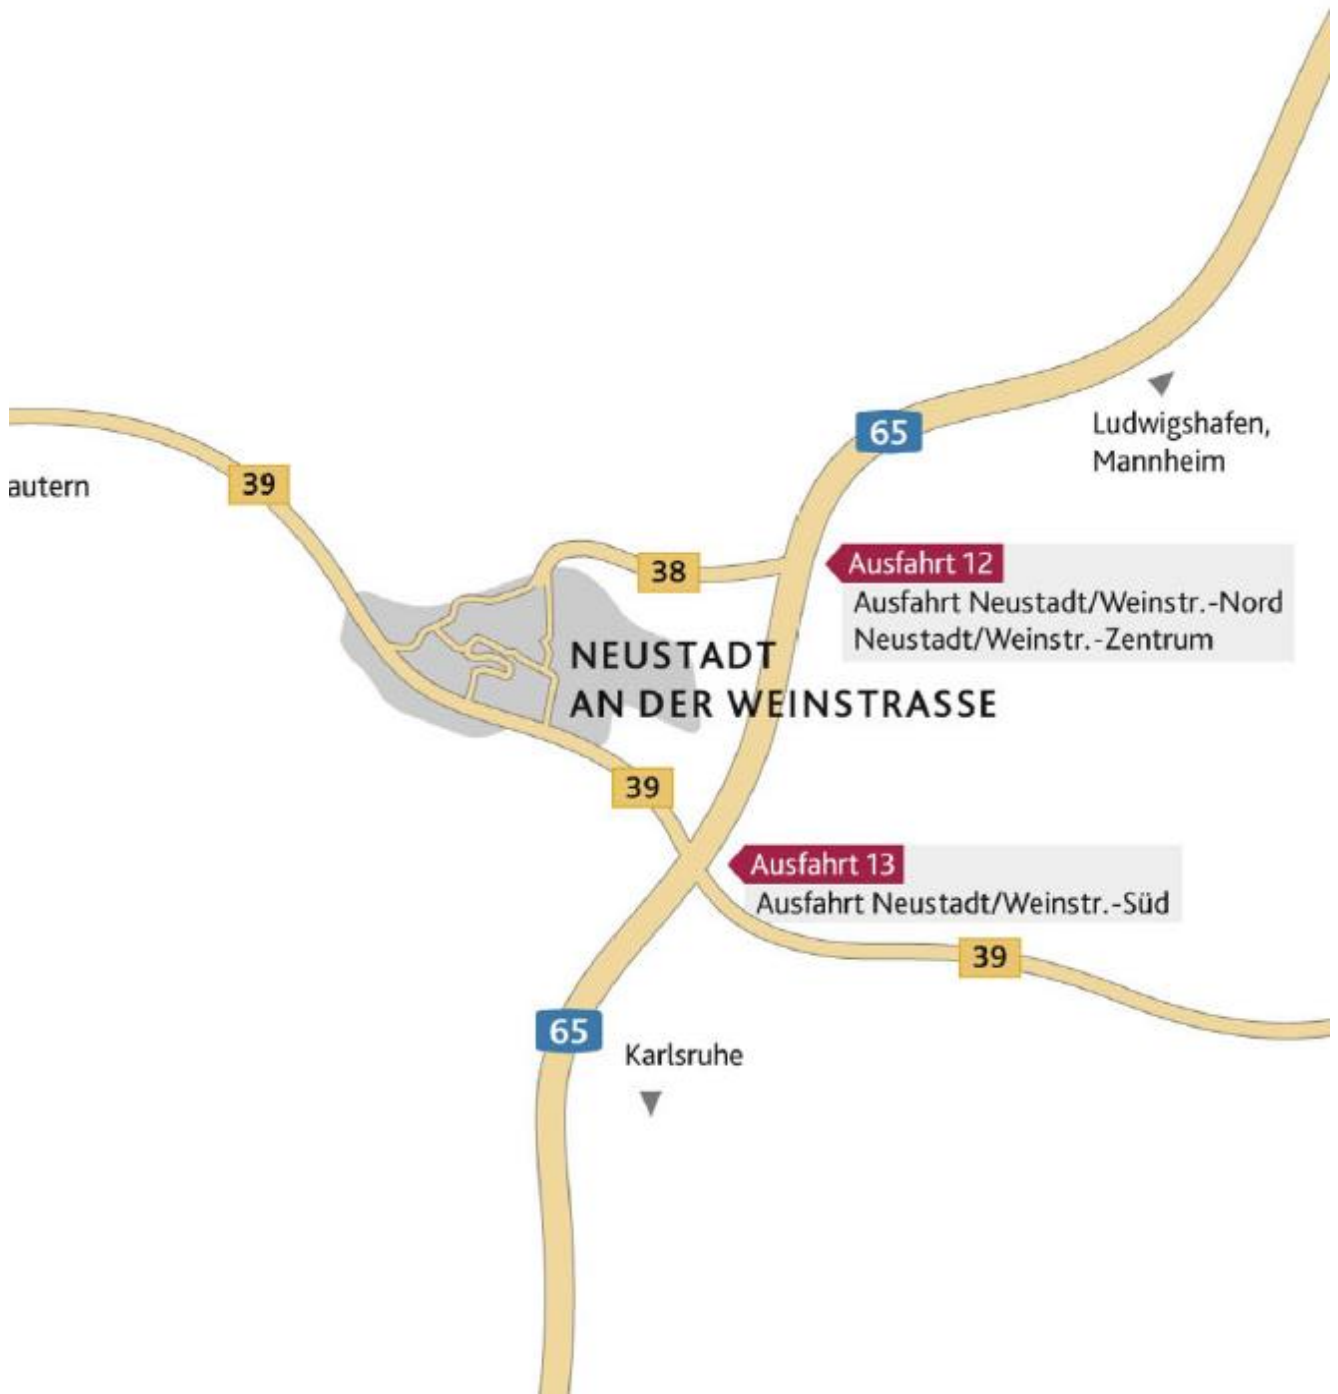 65
Ludwigshafen,
Mannheim
autern
39
38
Ausfahrt 12
Ausfahrt Neustadt/Weinstr.-Nord
Neustadt/Weinstr.-Zentrum
NEUSTADT
AN DER WEINSTRASSE
39
Ausfahrt 13
Ausfahrt Neustadt/Weinstr.-Süd
39
65
Karlsruhe